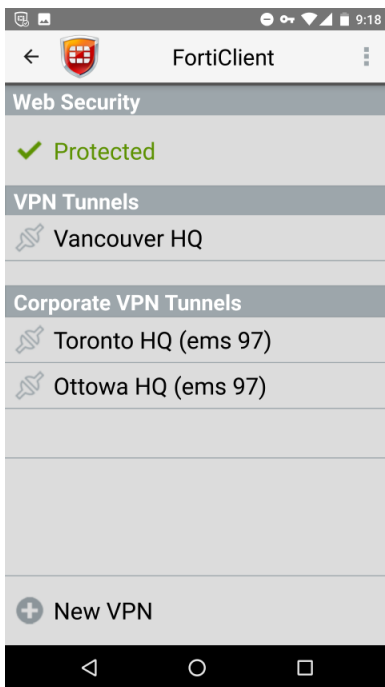 9:18
FortiClient
Web Security
Protected
VPN Tunnels
Vancouver HQ
Corporate VPN Tunnels
Toronto HQ (ems 97)
Ottowa HQ (ems 97)
New VPN